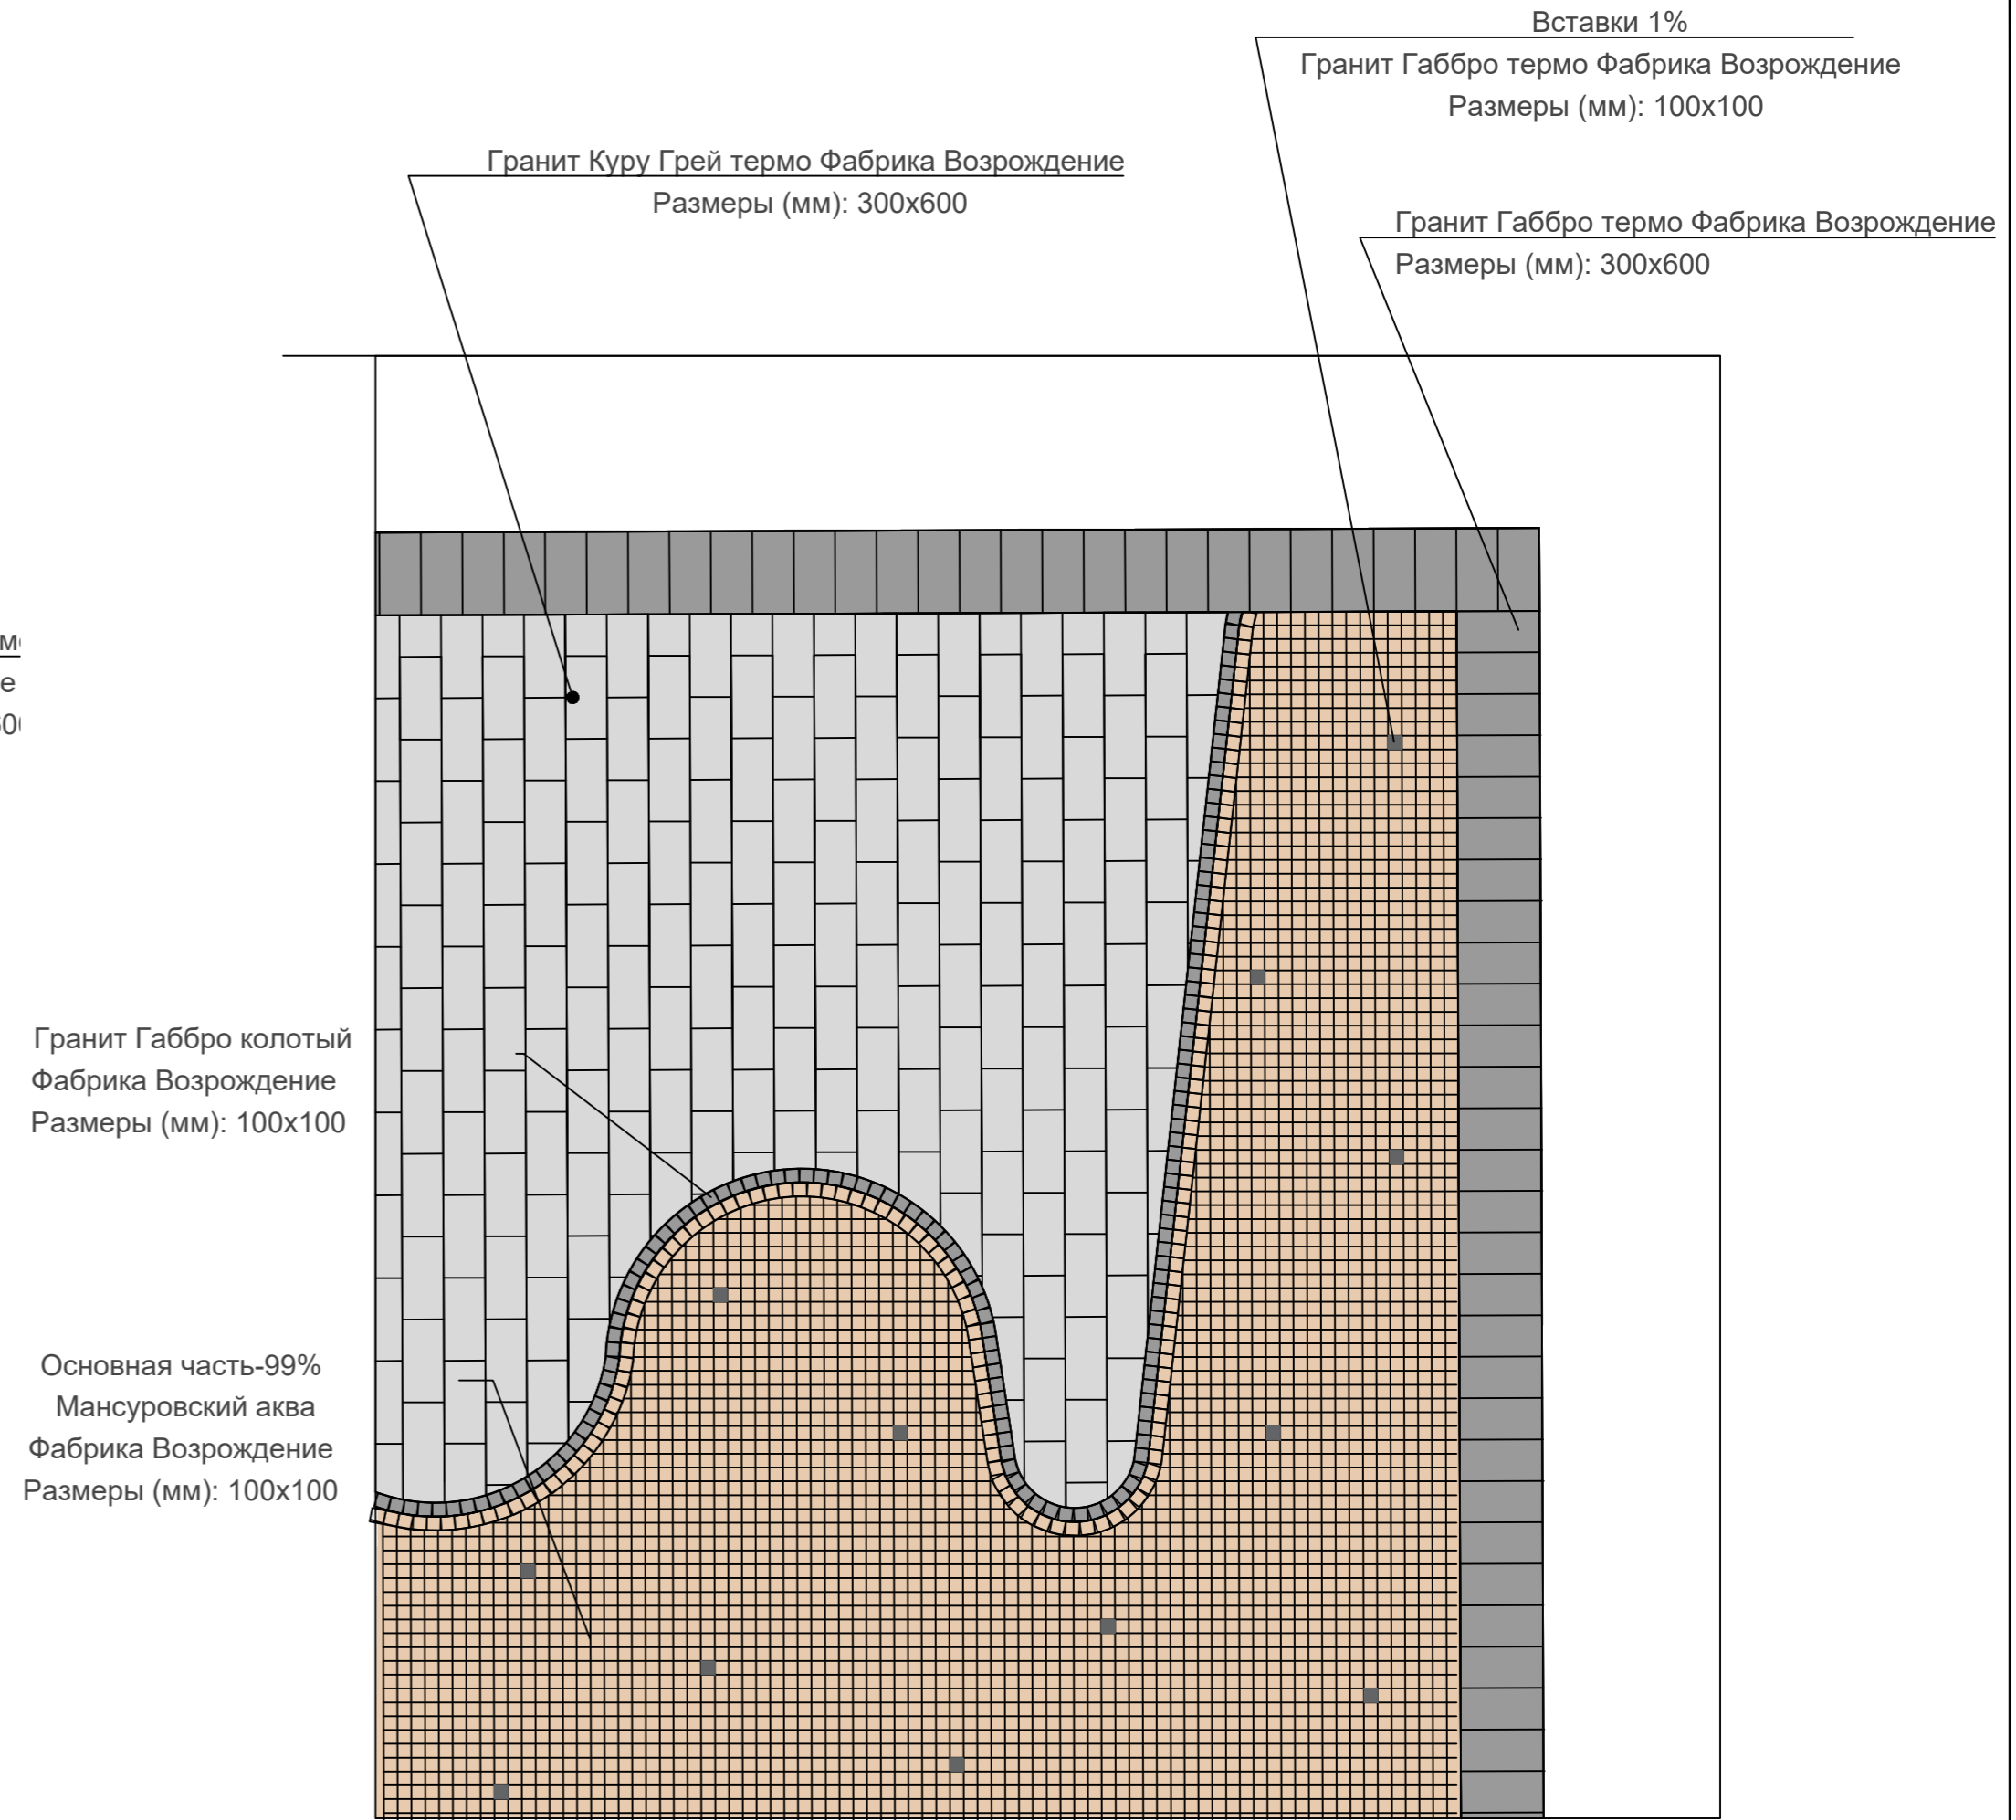 Вставки 1%
Гранит Габбро термо Фабрика Возрождение
Размеры (мм): 100x100
Гранит Куру Грей термо Фабрика Возрождение
Размеры (мм): 300x600
Гранит Габбро термо Фабрика Возрождение
Размеры (мм): 300x600
Гранит Габбро колотый
Фабрика Возрождение
Размеры (мм): 100x100
Основная часть-99%
Мансуровский аква
Фабрика Возрождение
Размеры (мм): 100x100